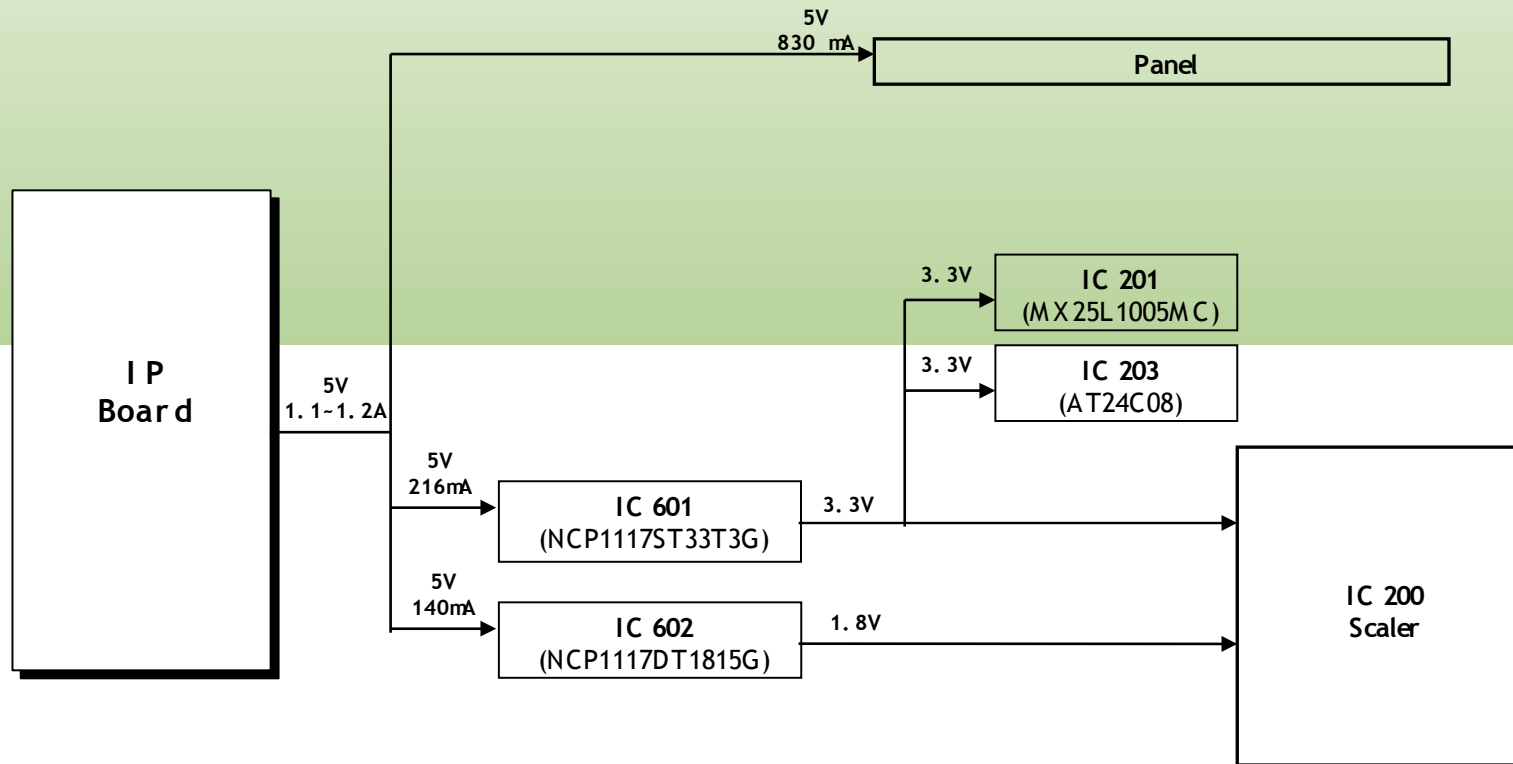 5V
830 mA
Panel
3.3V
IC 201
(MX25L1005MC)
IP
Board
3.3V
IC 203
(AT24C08)
5V
1.1~1.2A
5V
216mA
IC 601
(NCP1117ST33T3G)
3.3V
5V
140mA
IC 602
(NCP1117DT1815G)
1.8V
IC 200
Scaler